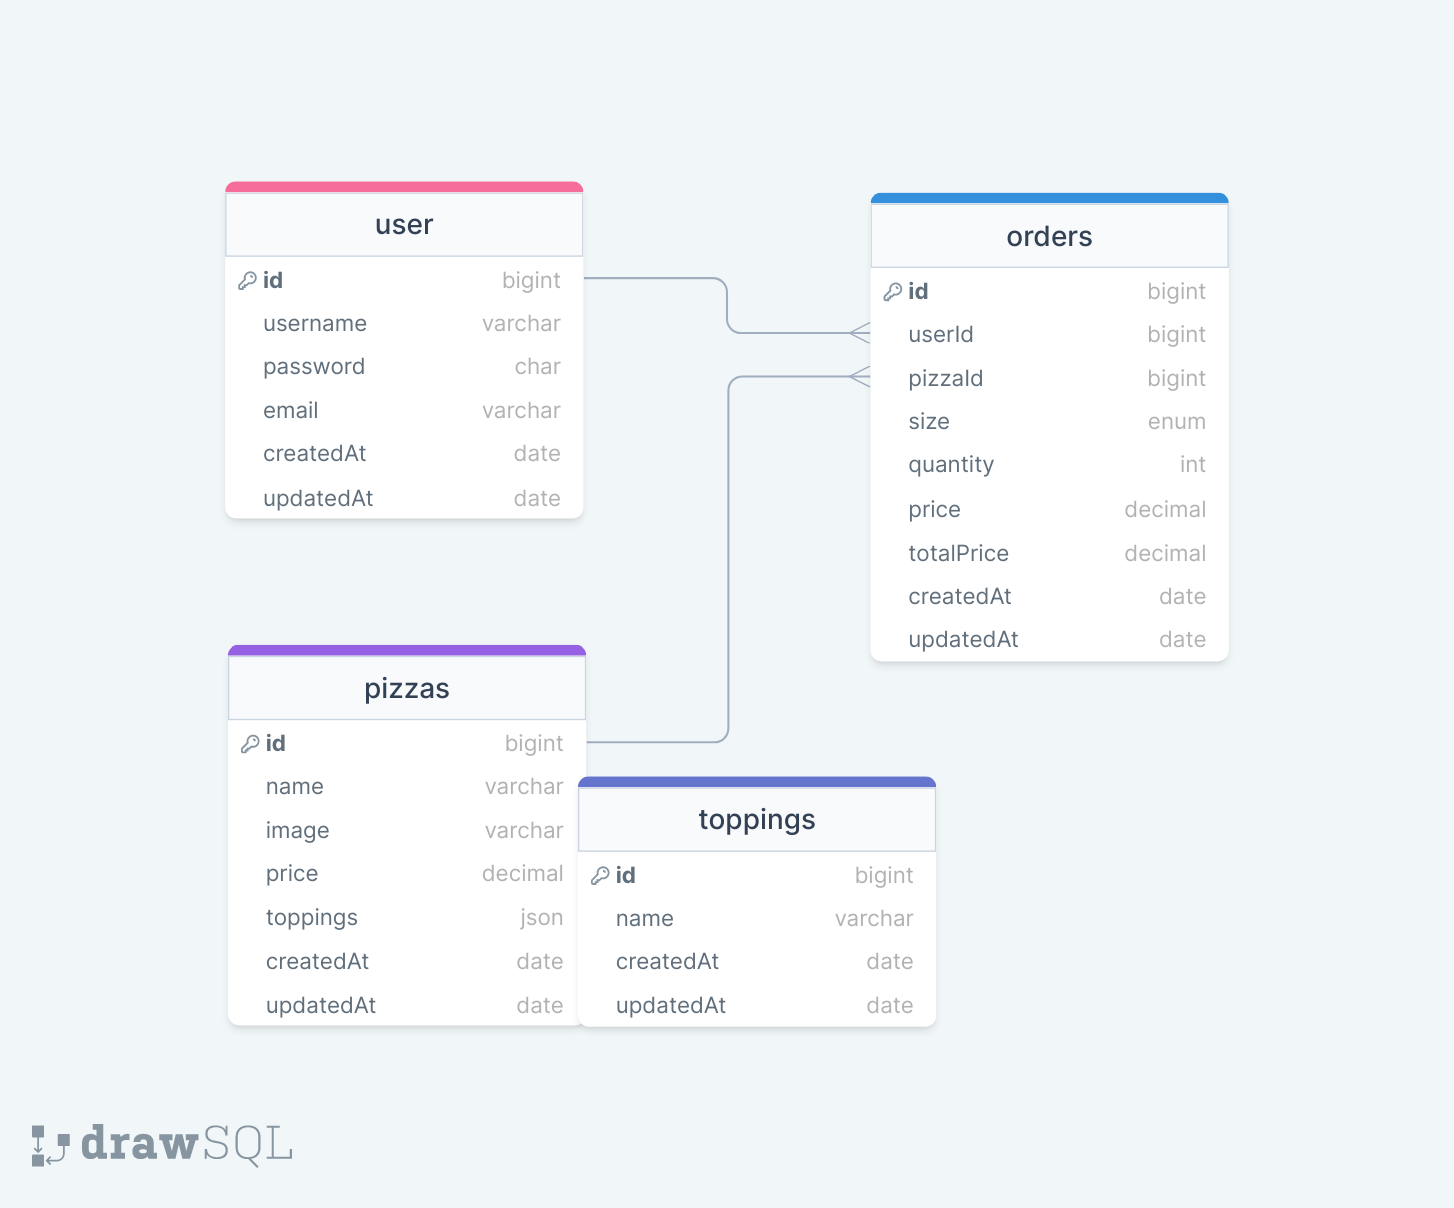 user
id bigint
username varchar
password char
email varchar
createdAt date
updatedAt date
orders
id bigint
userId bigint
pizzaId bigint
size enum
quantity int
price decimal
totalPrice decimal
createdAt date
updatedAt date
pizzas
id bigint
name varchar
image varchar
price decimal
toppings json
createdAt date
updatedAt date
toppings
id bigint
name varchar
createdAt date
updatedAt date
drawSQL